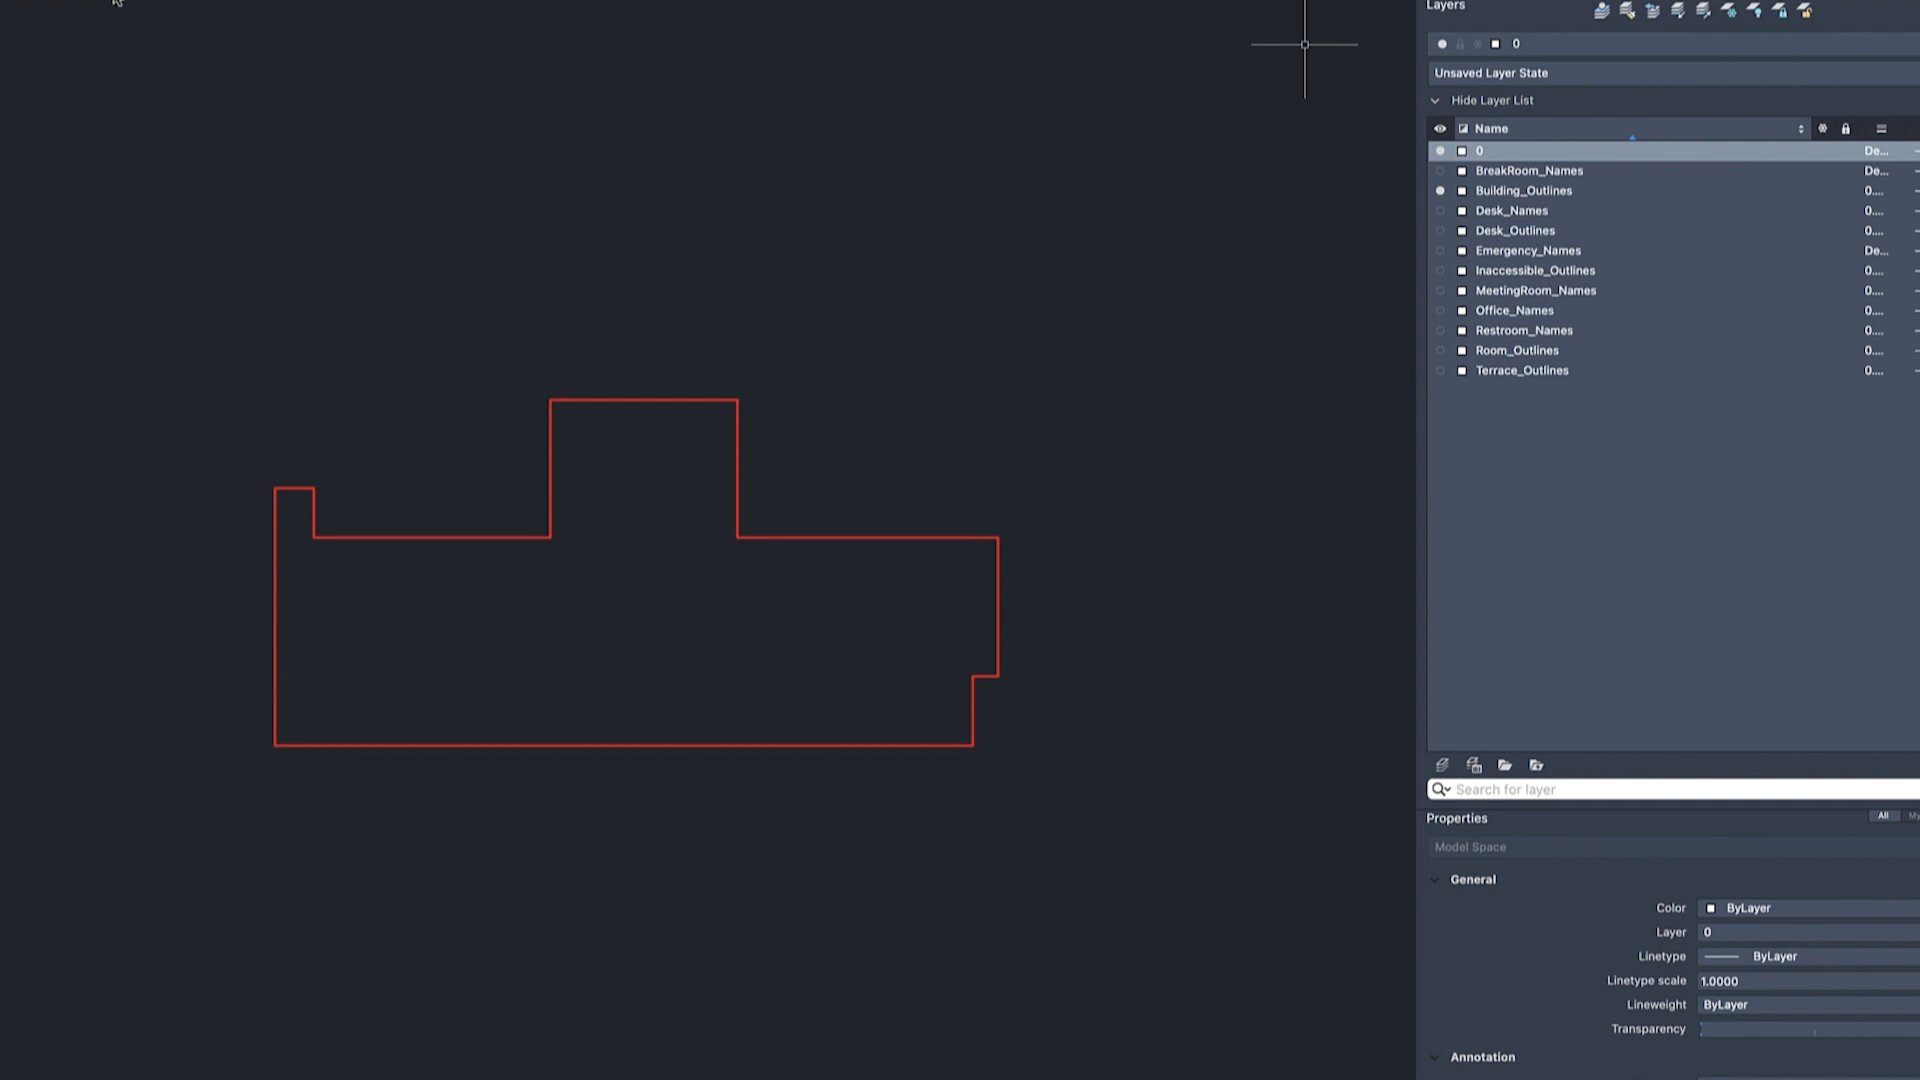 Layers
0
Unsaved Layer State
Hide Layer List
Name
0 De...
BreakRoom_Names De...
Building_Outlines 0....
Desk_Names 0....
Desk_Outlines 0....
Emergency_Names De...
Inaccessible_Outlines 0....
MeetingRoom_Names 0....
Office_Names 0....
Restroom_Names 0....
Room_Outlines 0....
Terrace_Outlines 0....
Search for layer
Properties All My
Model Space
General
Color ByLayer
Layer 0
Linetype ByLayer
Linetype scale 1.0000
Lineweight ByLayer
Transparency
Annotation